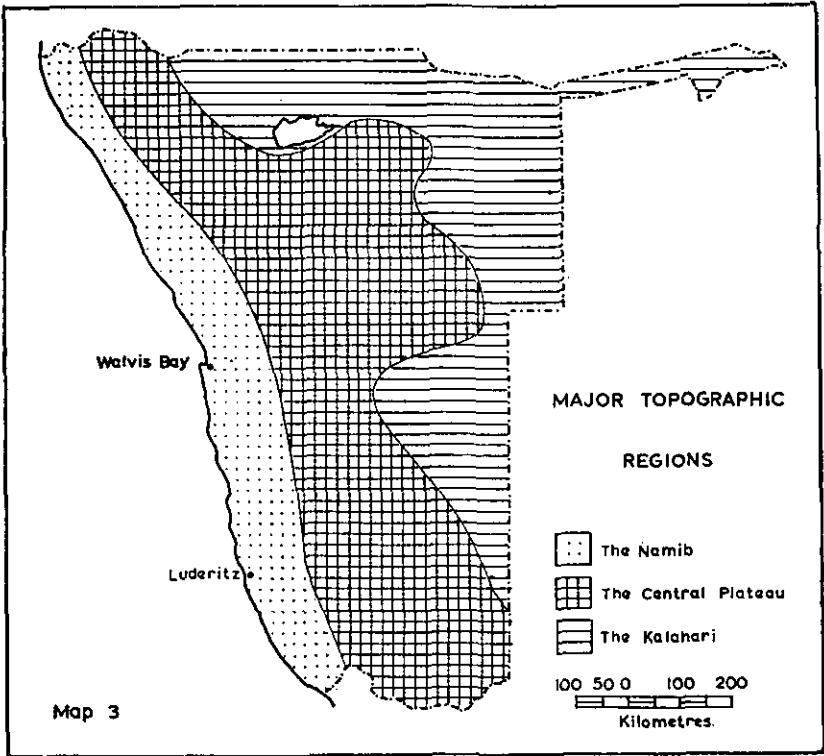 Walvis Bay
Luderitz
MAJOR TOPOGRAPHIC
REGIONS
The Namib
The Central Plateau
The Kalahari
100 50 0 100 200
Kilometres.
Map 3